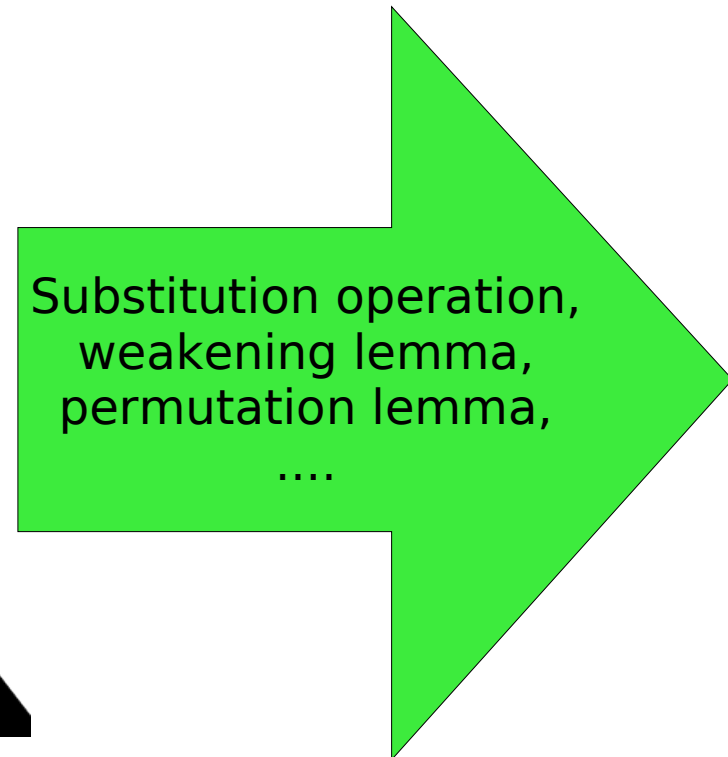 Substitution operation,
weakening lemma,
permutation lemma,
....